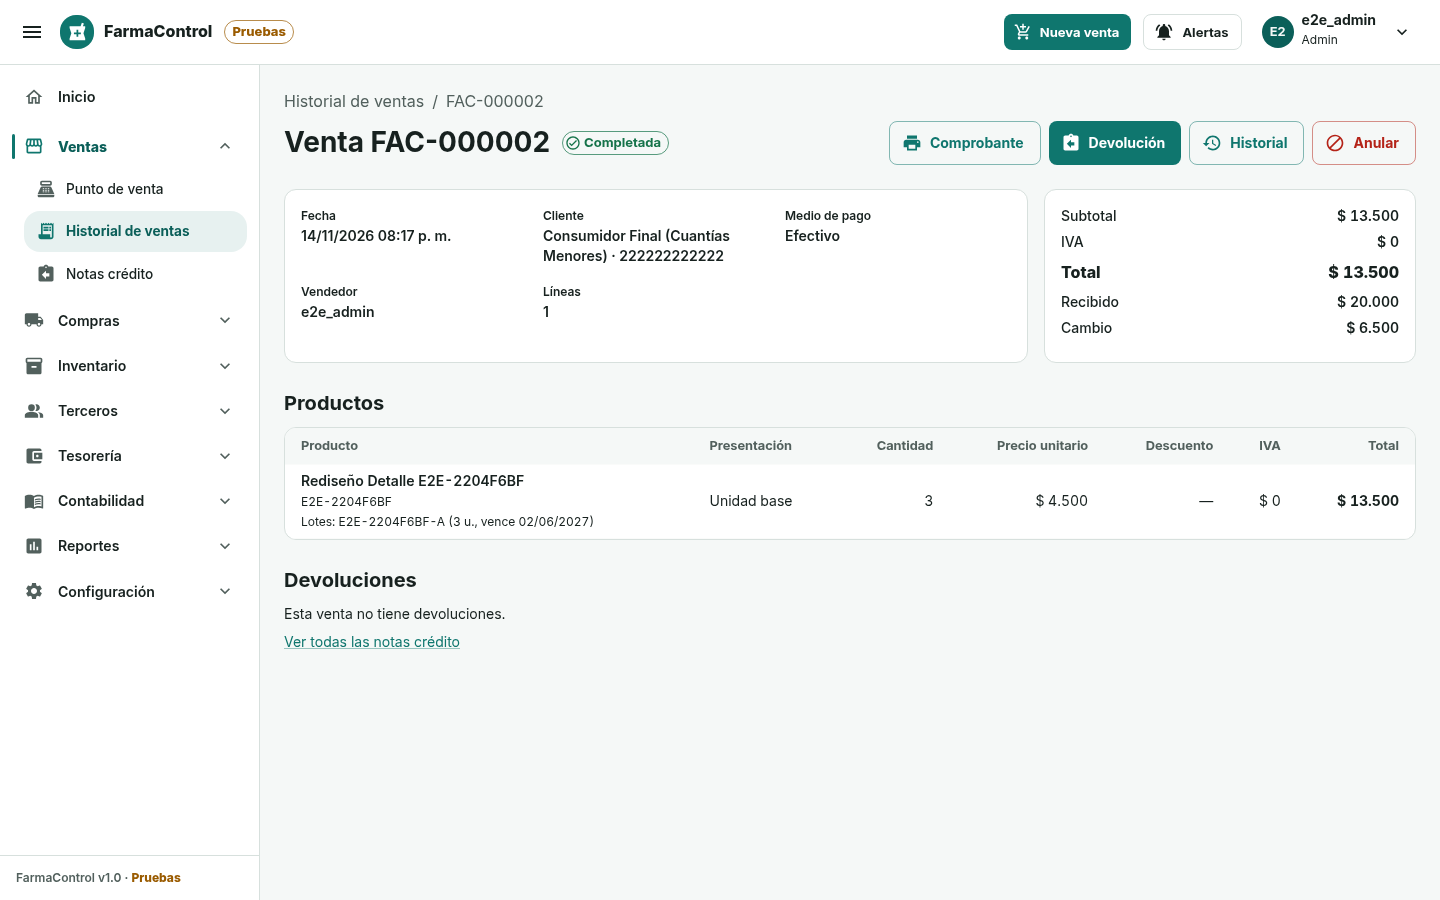 FarmaControl
Pruebas
Nueva venta
Alertas
E2
e2e_admin
Admin
Inicio
Ventas
Punto de venta
Historial de ventas
Notas crédito
Compras
Inventario
Terceros
Tesorería
Contabilidad
Reportes
Configuración
FarmaControl v1.0 · Pruebas
Historial de ventas / FAC-000002
Venta FAC-000002
Completada
Comprobante
Devolución
Historial
Anular
Fecha
14/11/2026 08:17 p. m.
Cliente
Consumidor Final (Cuantías
Menores) · 222222222222
Medio de pago
Efectivo
Vendedor
e2e_admin
Líneas
1
Subtotal $ 13.500
IVA $ 0
Total $ 13.500
Recibido $ 20.000
Cambio $ 6.500
Productos
Producto Presentación Cantidad Precio unitario Descuento IVA Total
Rediseño Detalle E2E-2204F6BF
E2E-2204F6BF
Lotes: E2E-2204F6BF-A (3 u., vence 02/06/2027)
Unidad base 3 $ 4.500 — $ 0 $ 13.500
Devoluciones
Esta venta no tiene devoluciones.
Ver todas las notas crédito